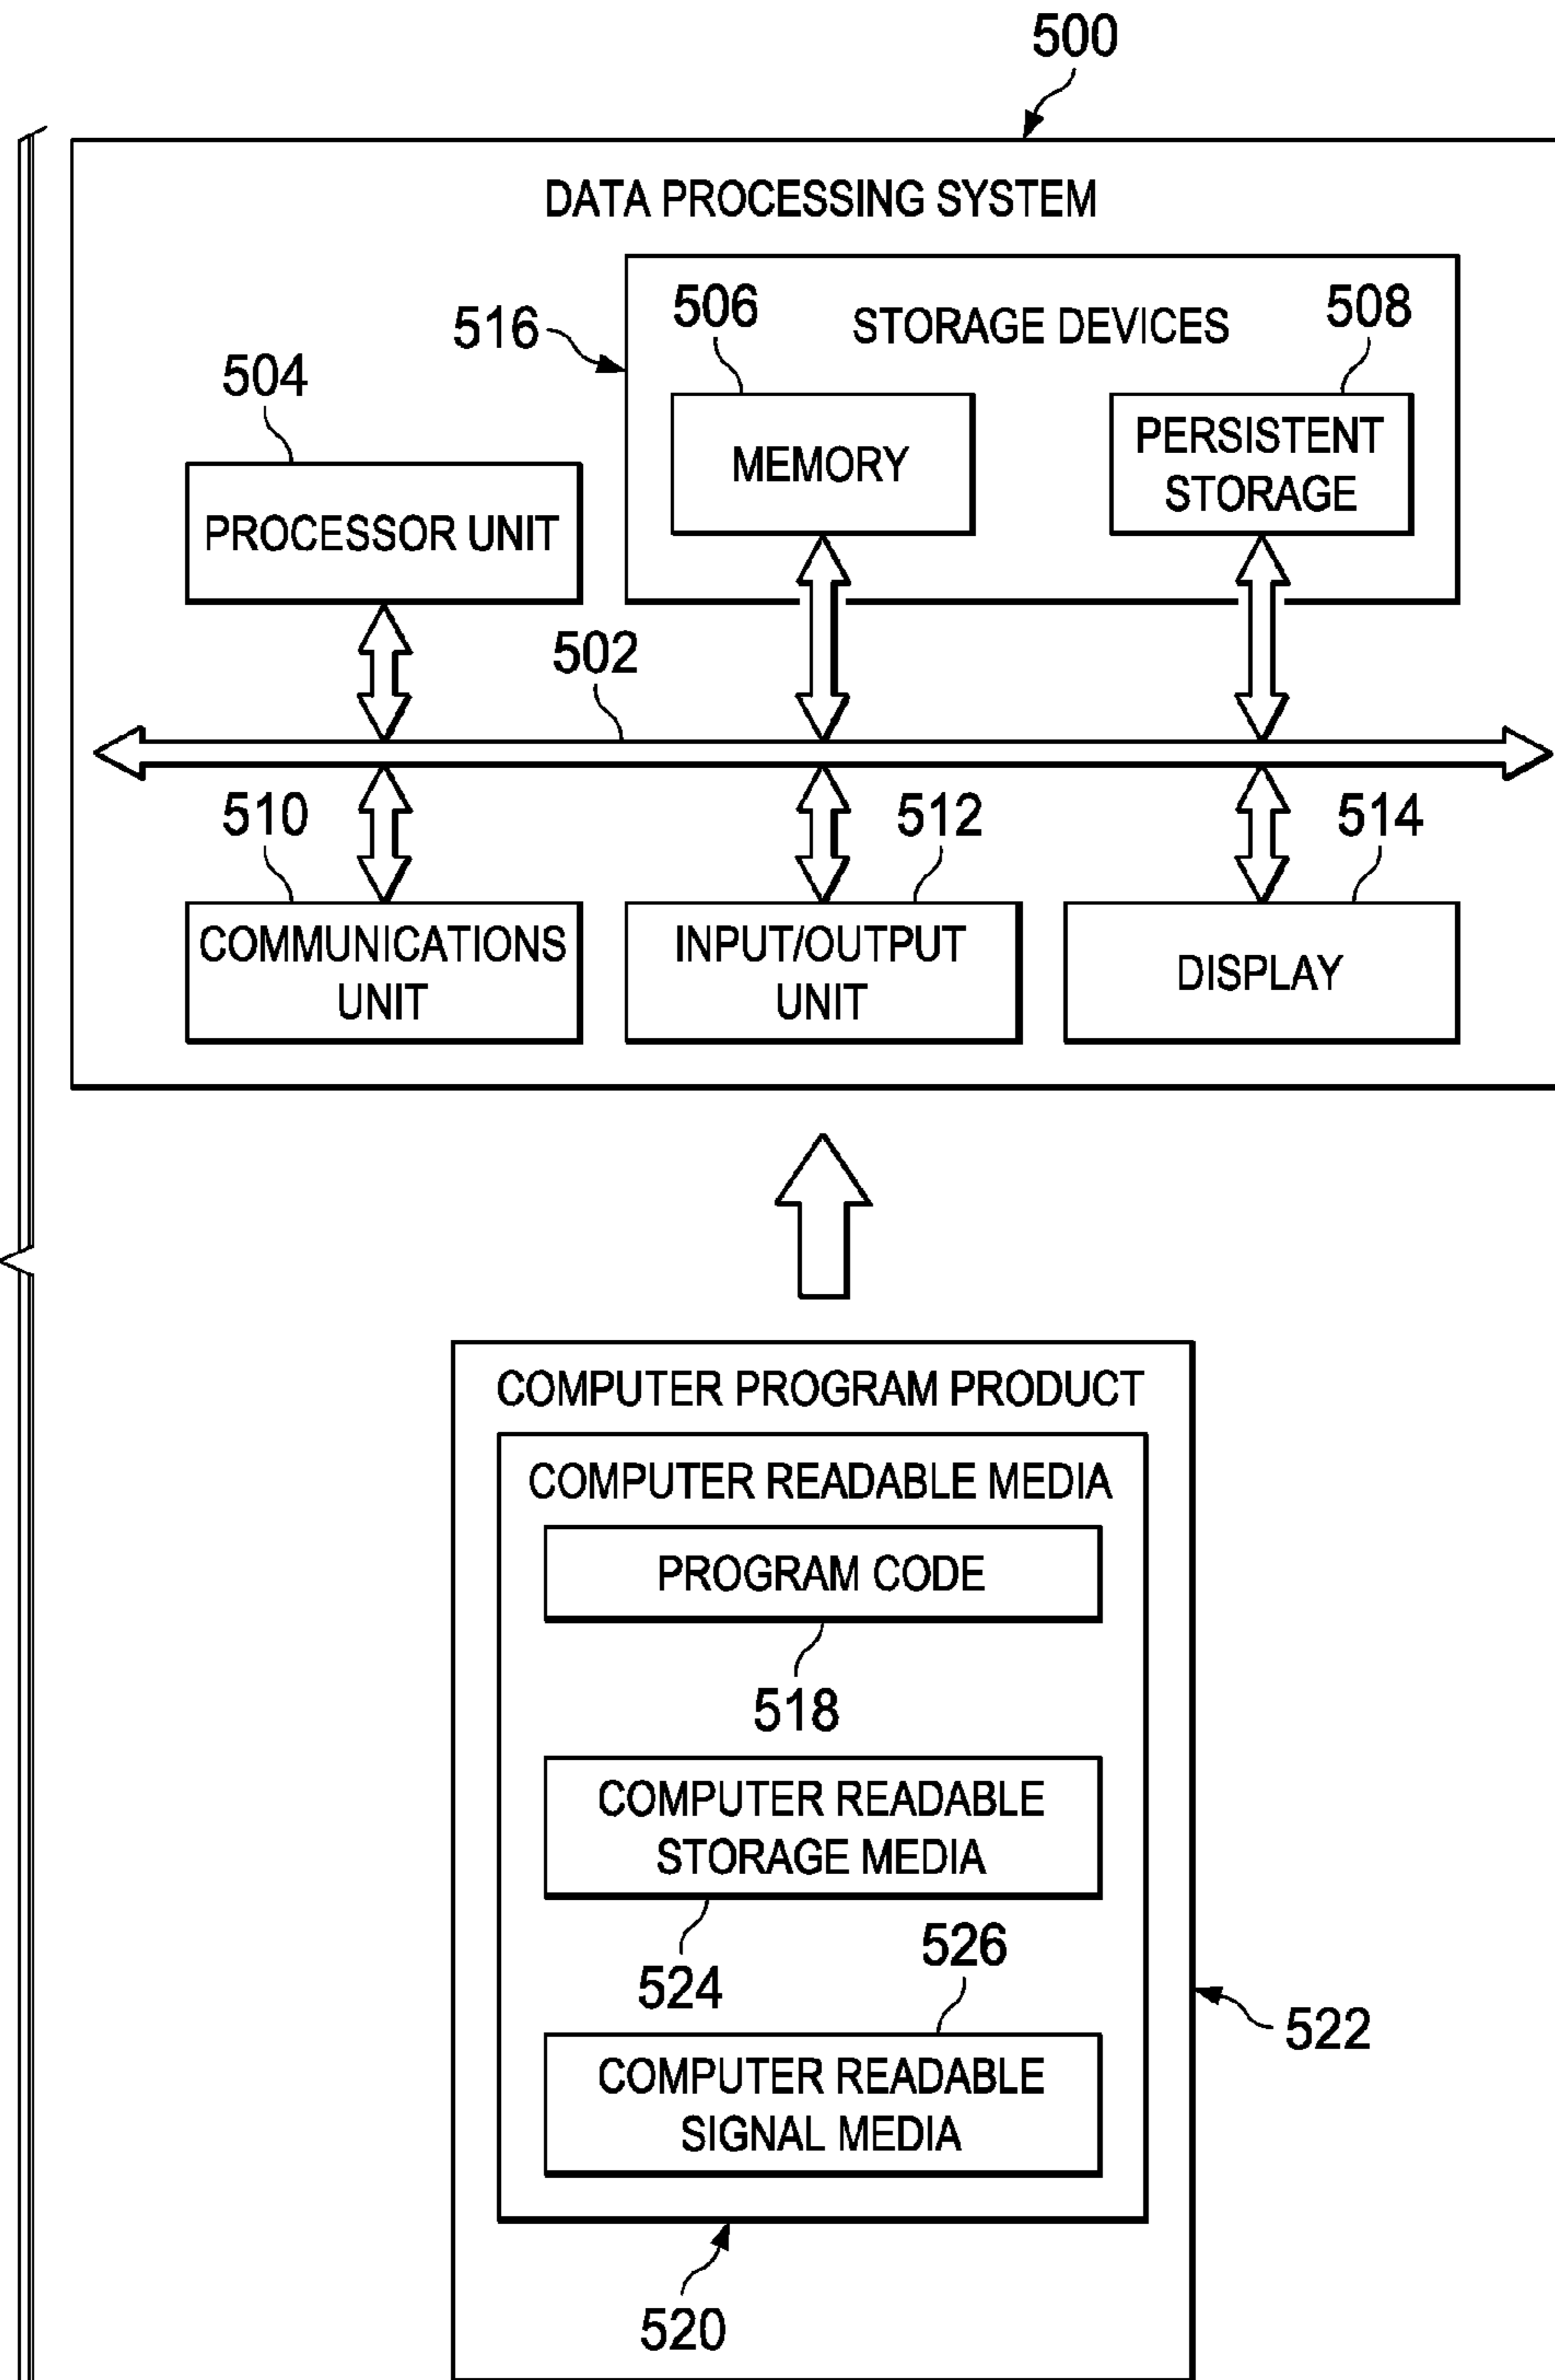 500
DATA PROCESSING SYSTEM
516
506
STORAGE DEVICES
508
504
MEMORY
PERSISTENT
STORAGE
PROCESSOR UNIT
502
510
512
514
COMMUNICATIONS
UNIT
INPUT/OUTPUT
UNIT
DISPLAY
COMPUTER PROGRAM PRODUCT
COMPUTER READABLE MEDIA
PROGRAM CODE
518
COMPUTER READABLE
STORAGE MEDIA
524
526
522
COMPUTER READABLE
SIGNAL MEDIA
520